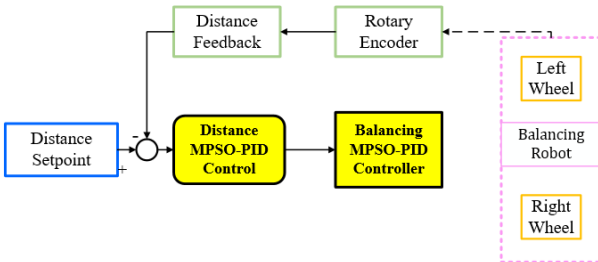 Distance
Feedback
Rotary
Encoder
Left
Wheel
-
Distance
Setpoint
+
Distance
MPSO-PID
Control
Balancing
MPSO-PID
Controller
Balancing
Robot
Right
Wheel